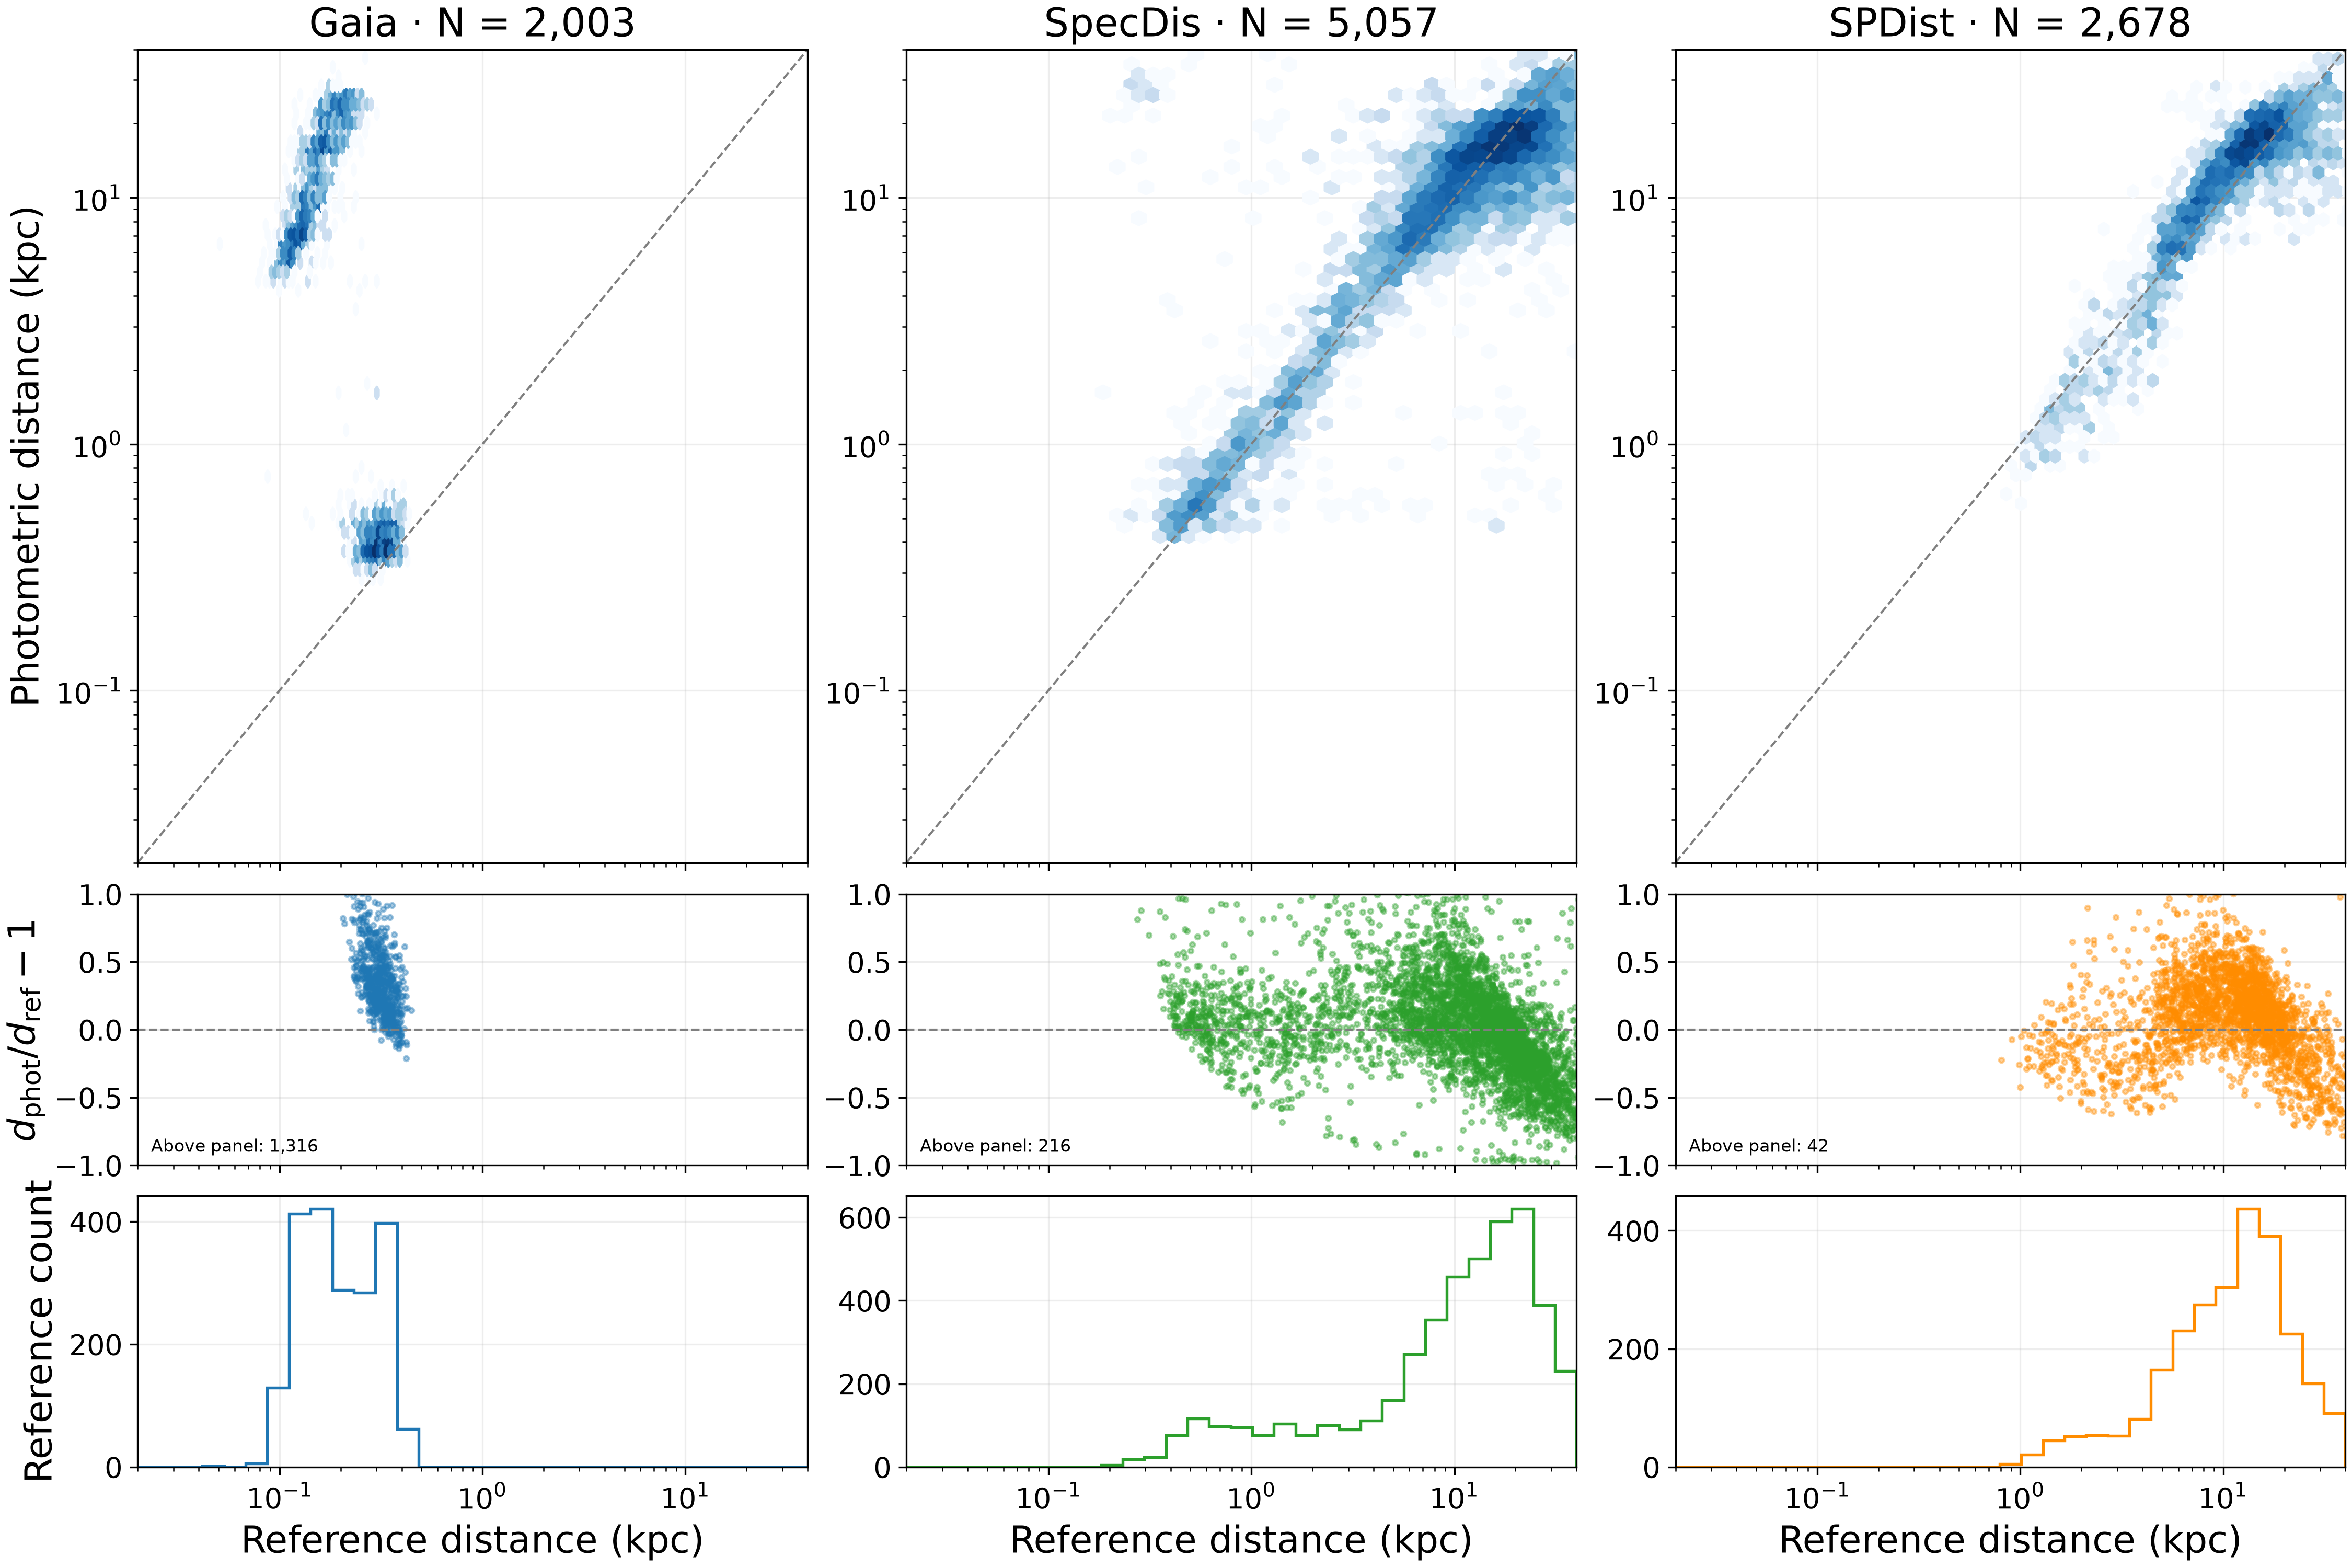 Gaia · N = 2,003
SpecDis · N = 5,057
SPDist · N = 2,678
Photometric distance (kpc)
10¹
10⁰
10⁻¹
10¹
10⁰
10⁻¹
10¹
10⁰
10⁻¹
d_phot/d_ref − 1
1.0
0.5
0.0
−0.5
−1.0
Above panel: 1,316
1.0
0.5
0.0
−0.5
−1.0
Above panel: 216
1.0
0.5
0.0
−0.5
−1.0
Above panel: 42
Reference count
400
200
0
600
400
200
0
400
200
0
10⁻¹ 10⁰ 10¹
10⁻¹ 10⁰ 10¹
10⁻¹ 10⁰ 10¹
Reference distance (kpc)
Reference distance (kpc)
Reference distance (kpc)